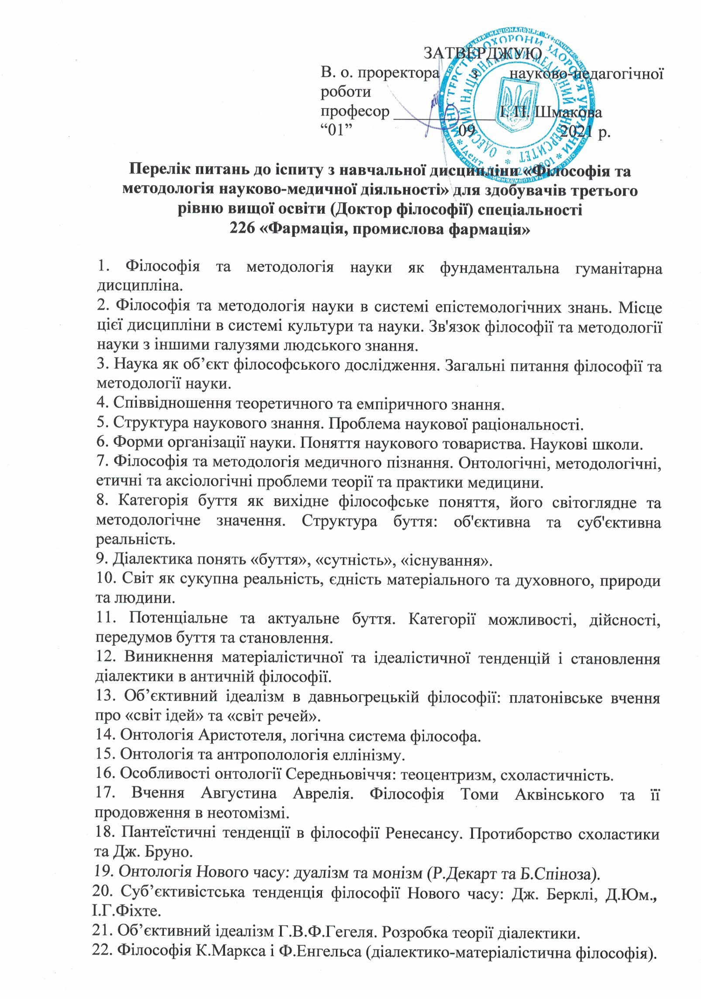 ЗАТВЕРДЖУЮ
В. о. проректора з науково-педагогічної
роботи
професор ____________ І. П. Шмакова
“01” 09 2021 р.
МІНІСТЕРСТВО ОХОРОНИ ЗДОРОВ'Я УКРАЇНИ
ОДЕСЬКИЙ НАЦІОНАЛЬНИЙ МЕДИЧНИЙ УНІВЕРСИТЕТ
Перелік питань до іспиту з навчальної дисципліни «Філософія та
методологія науково-медичної діяльності» для здобувачів третього
рівню вищої освіти (Доктор філософії) спеціальності
226 «Фармація, промислова фармація»
1. Філософія та методологія науки як фундаментальна гуманітарна
дисципліна.
2. Філософія та методологія науки в системі епістемологічних знань. Місце
цієї дисципліни в системі культури та науки. Зв'язок філософії та методології
науки з іншими галузями людського знання.
3. Наука як об’єкт філософського дослідження. Загальні питання філософії та
методології науки.
4. Співвідношення теоретичного та емпіричного знання.
5. Структура наукового знання. Проблема наукової раціональності.
6. Форми організації науки. Поняття наукового товариства. Наукові школи.
7. Філософія та методологія медичного пізнання. Онтологічні, методологічні,
етичні та аксіологічні проблеми теорії та практики медицини.
8. Категорія буття як вихідне філософське поняття, його світоглядне та
методологічне значення. Структура буття: об'єктивна та суб'єктивна
реальність.
9. Діалектика понять «буття», «сутність», «існування».
10. Світ як сукупна реальність, єдність матеріального та духовного, природи
та людини.
11. Потенціальне та актуальне буття. Категорії можливості, дійсності,
передумов буття та становлення.
12. Виникнення матеріалістичної та ідеалістичної тенденцій і становлення
діалектики в античній філософії.
13. Об’єктивний ідеалізм в давньогрецькій філософії: платонівське вчення
про «світ ідей» та «світ речей».
14. Онтологія Аристотеля, логічна система філософа.
15. Онтологія та антропологія еллінізму.
16. Особливості онтології Середньовіччя: теоцентризм, схоластичність.
17. Вчення Августина Аврелія. Філософія Томи Аквінського та її
продовження в неотомізмі.
18. Пантеїстичні тенденції в філософії Ренесансу. Протиборство схоластики
та Дж. Бруно.
19. Онтологія Нового часу: дуалізм та монізм (Р.Декарт та Б.Спіноза).
20. Суб’єктивістська тенденція філософії Нового часу: Дж. Берклі, Д.Юм.,
І.Г.Фіхте.
21. Об’єктивний ідеалізм Г.В.Ф.Гегеля. Розробка теорії діалектики.
22. Філософія К.Маркса і Ф.Енгельса (діалектико-матеріалістична філософія).